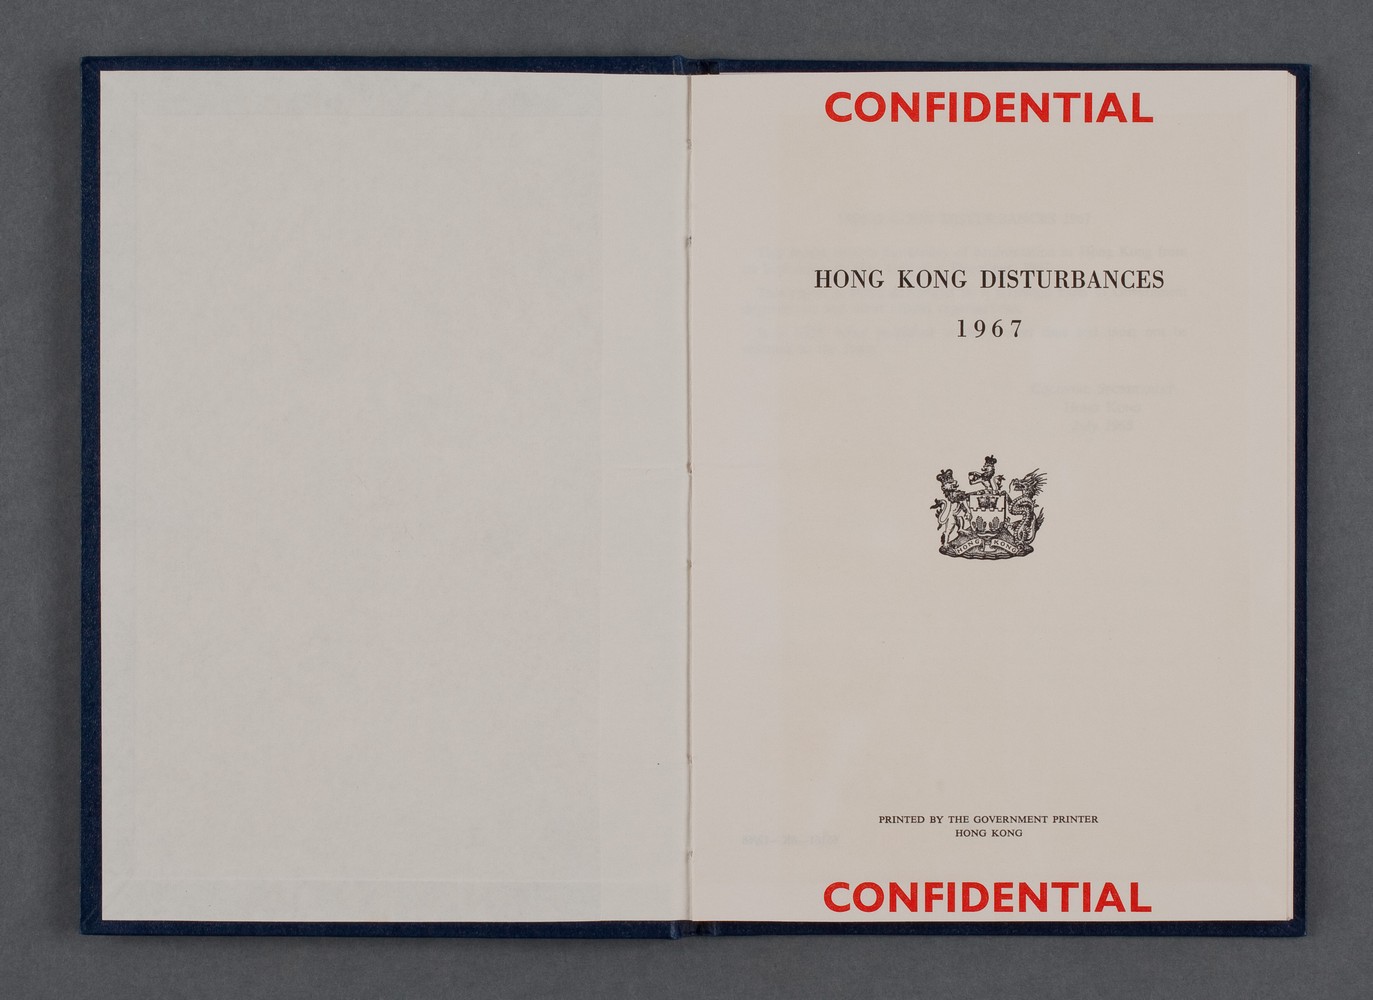 CONFIDENTIAL
HONG KONG DISTURBANCES
1967
HONG KONG
PRINTED BY THE GOVERNMENT PRINTER
HONG KONG
CONFIDENTIAL